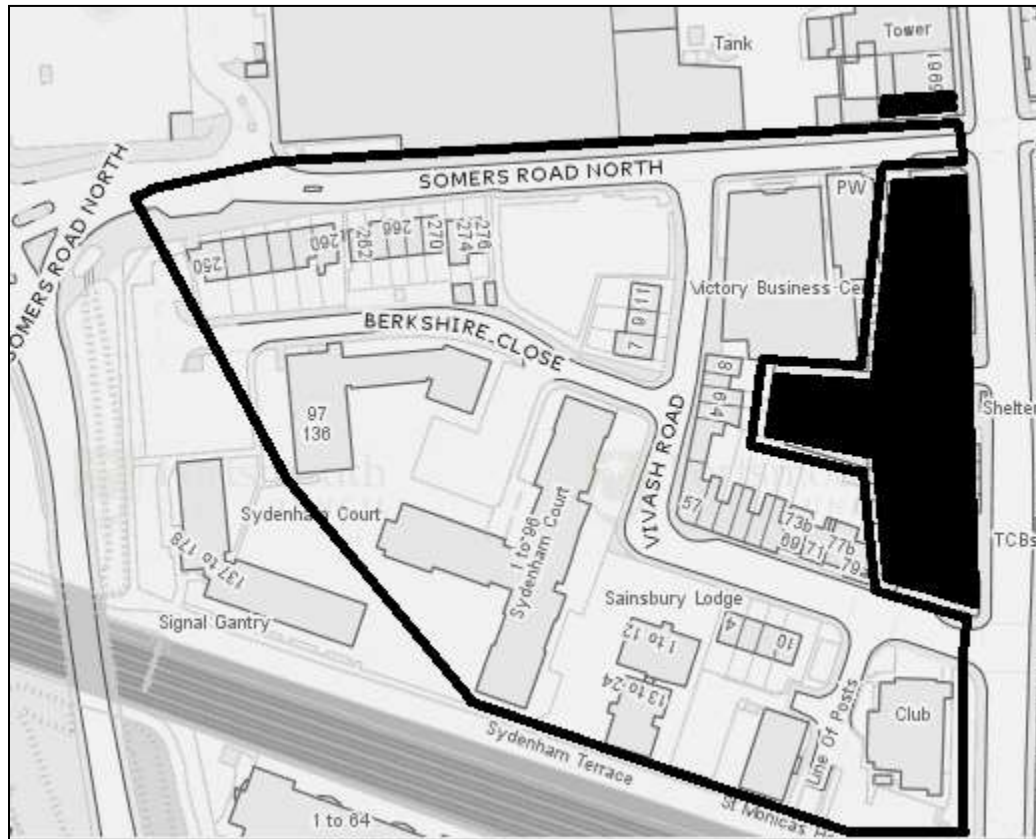 Tower
Tank
5961
SOMERS ROAD NORTH
SOMERS ROAD NORTH
PW
250
260
262
266
270
274
276
Victory Business Ce
11
9
7
BERKSHIRE CLOSE
8
6
4
Shelter
97
136
VIVASH ROAD
Sydenham Court
1 to 96
Sydenham Court
57
73b
77b
69
71
79
TCBs
137 to 178
Signal Gantry
Sainsbury Lodge
1 to 12
4
10
13 to 24
Line Of Posts
Club
Sydenham Terrace
St Monicas H
1 to 64